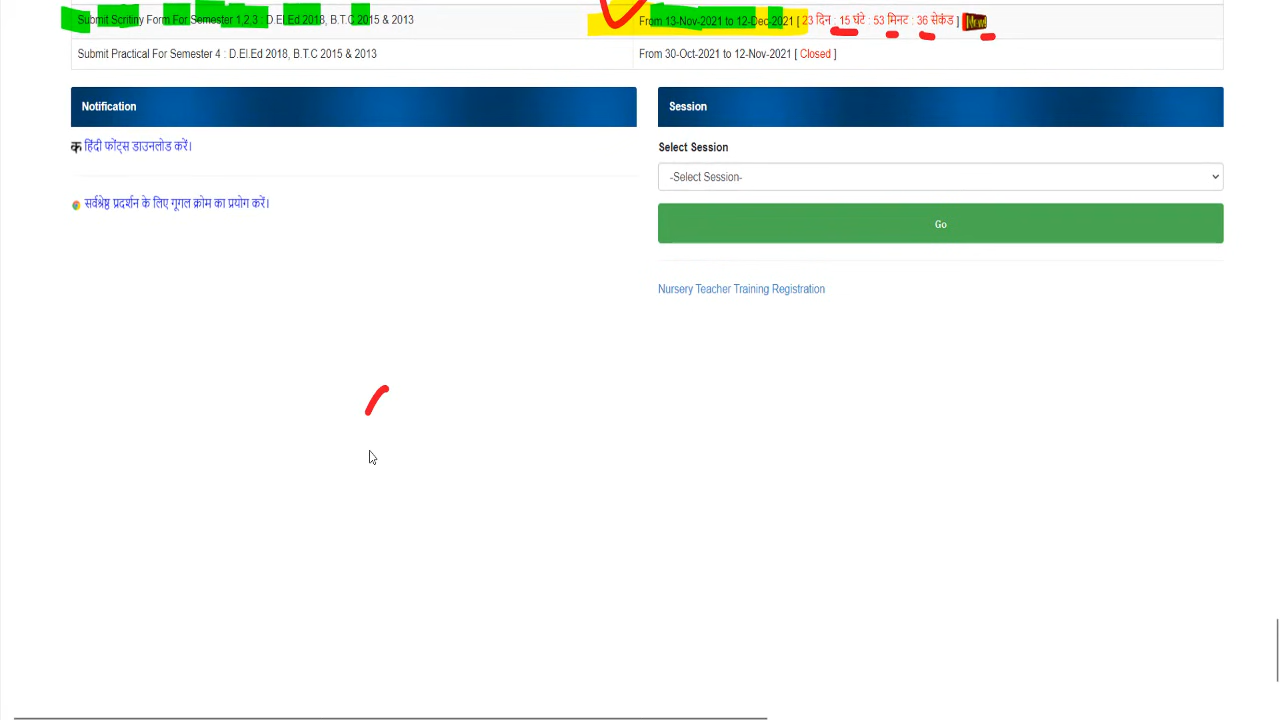 Submit Scritiny Form For Semester 1,2,3 : D.El.Ed 2018, B.T.C 2015 & 2013
From 13-Nov-2021 to 12-Dec-2021 [ 23 दिन : 15 घंटे : 53 मिनट : 36 सेकंड ] New!
Submit Practical For Semester 4 : D.El.Ed 2018, B.T.C 2015 & 2013
From 30-Oct-2021 to 12-Nov-2021 [ Closed ]
Notification
क हिंदी फोंट्स डाउनलोड करें।
सर्वश्रेष्ठ प्रदर्शन के लिए गूगल क्रोम का प्रयोग करें।
Session
Select Session
-Select Session-
Go
Nursery Teacher Training Registration